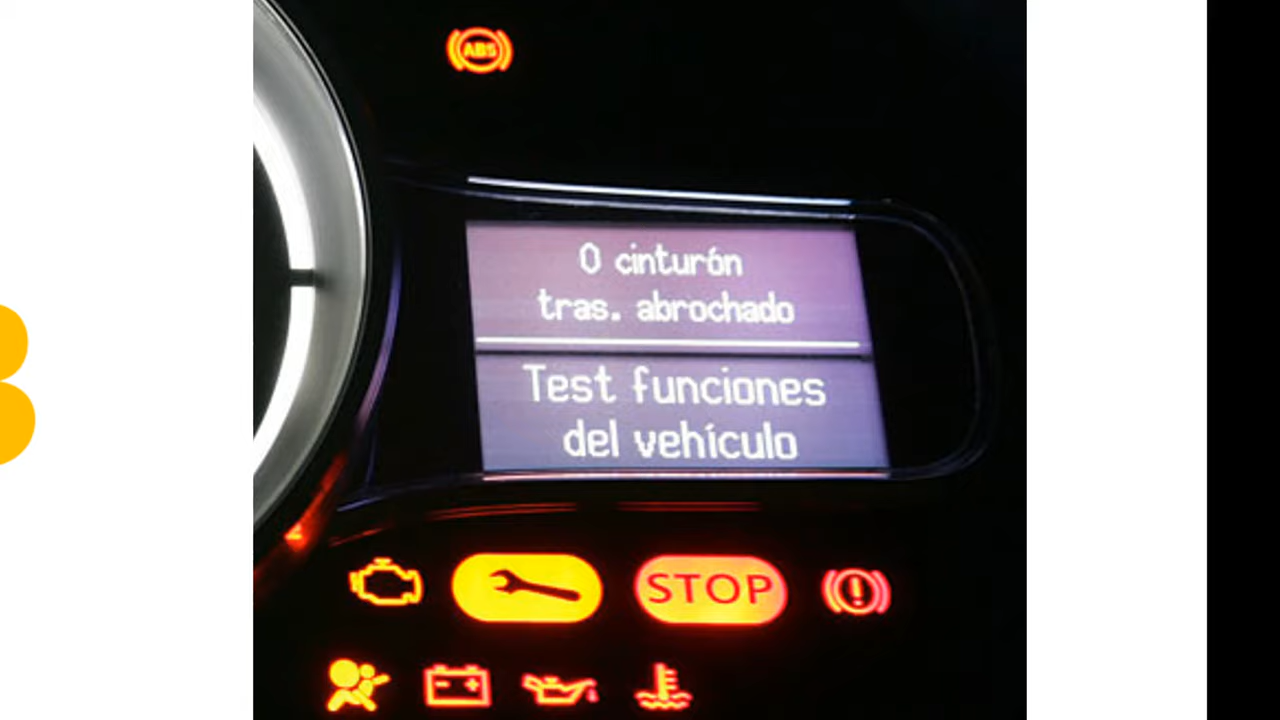 ABS
0 cinturón
tras. abrochado
Test funciones
del vehículo
STOP